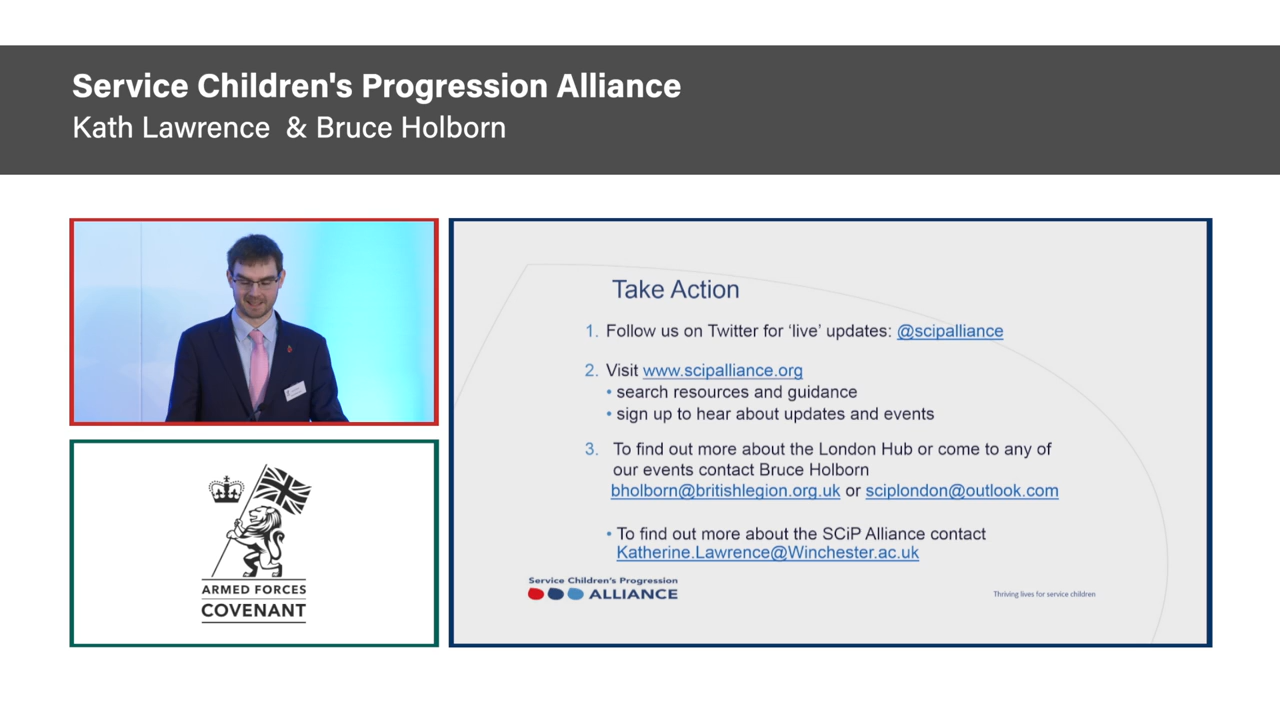 Service Children's Progression Alliance
Kath Lawrence & Bruce Holborn
Take Action
1. Follow us on Twitter for ‘live’ updates: @scipalliance
2. Visit www.scipalliance.org
• search resources and guidance
• sign up to hear about updates and events
3. To find out more about the London Hub or come to any of
our events contact Bruce Holborn
bholborn@britishlegion.org.uk or sciplondon@outlook.com
• To find out more about the SCiP Alliance contact
Katherine.Lawrence@Winchester.ac.uk
Service Children's Progression
ALLIANCE
Thriving lives for service children
ARMED FORCES
COVENANT